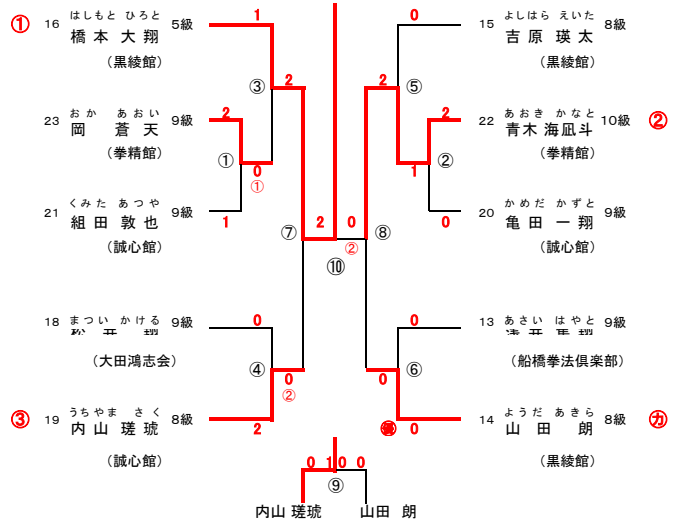 ① 16 はしもと ひろと 5級 1
橋本 大翔
(黒綾館)
③ 2
23 おか あおい 9級 2
岡 蒼天
(拳精館)
① 0
①
21 くみた あつや 9級 1
組田 敦也
(誠心館)
⑦ 2
18 まつい かける 9級 0
松井 翔
(大田鴻志会)
④ 0
②
③ 19 うちやま さく 8級 2
内山 瑳琥
(誠心館)
0 15 よしはら えいた 8級
吉原 瑛太
(黒綾館)
2 ⑤
2 22 あおき かなと 10級 ②
青木 海凪斗
(拳精館)
1 ②
0 20 かめだ かずと 9級
亀田 一翔
(誠心館)
0 ⑧
②
⑩
0 13 あさい はやと 9級
(船橋拳法倶楽部)
0 ⑥
0 14 ようだ あきら 8級 カ
山田 朗
(黒綾館)
0 1 0 0
⑨
内山 瑳琥 山田 朗